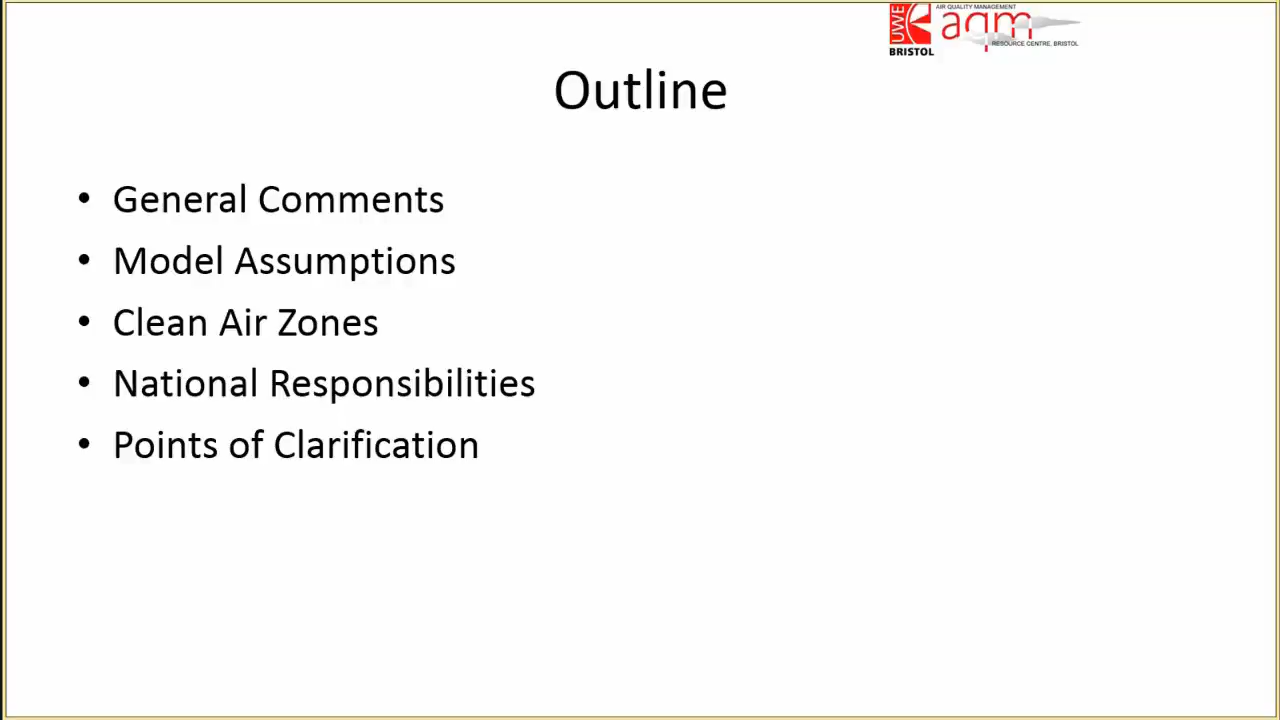 AIR QUALITY MANAGEMENT
UWE
aqm
RESOURCE CENTRE, BRISTOL
BRISTOL
Outline
• General Comments
• Model Assumptions
• Clean Air Zones
• National Responsibilities
• Points of Clarification